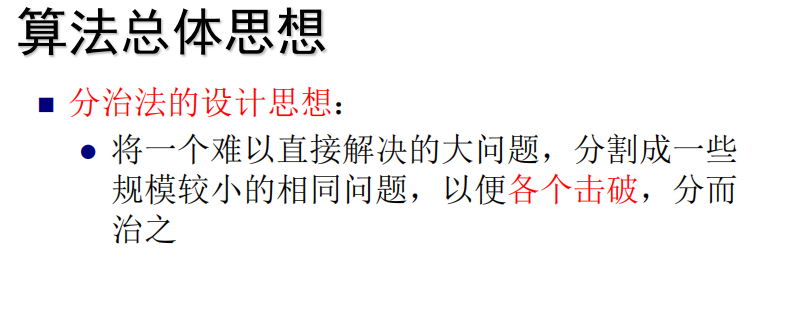 算法总体思想
分治法的设计思想：
将一个难以直接解决的大问题，分割成一些
规模较小的相同问题，以便各个击破，分而
治之